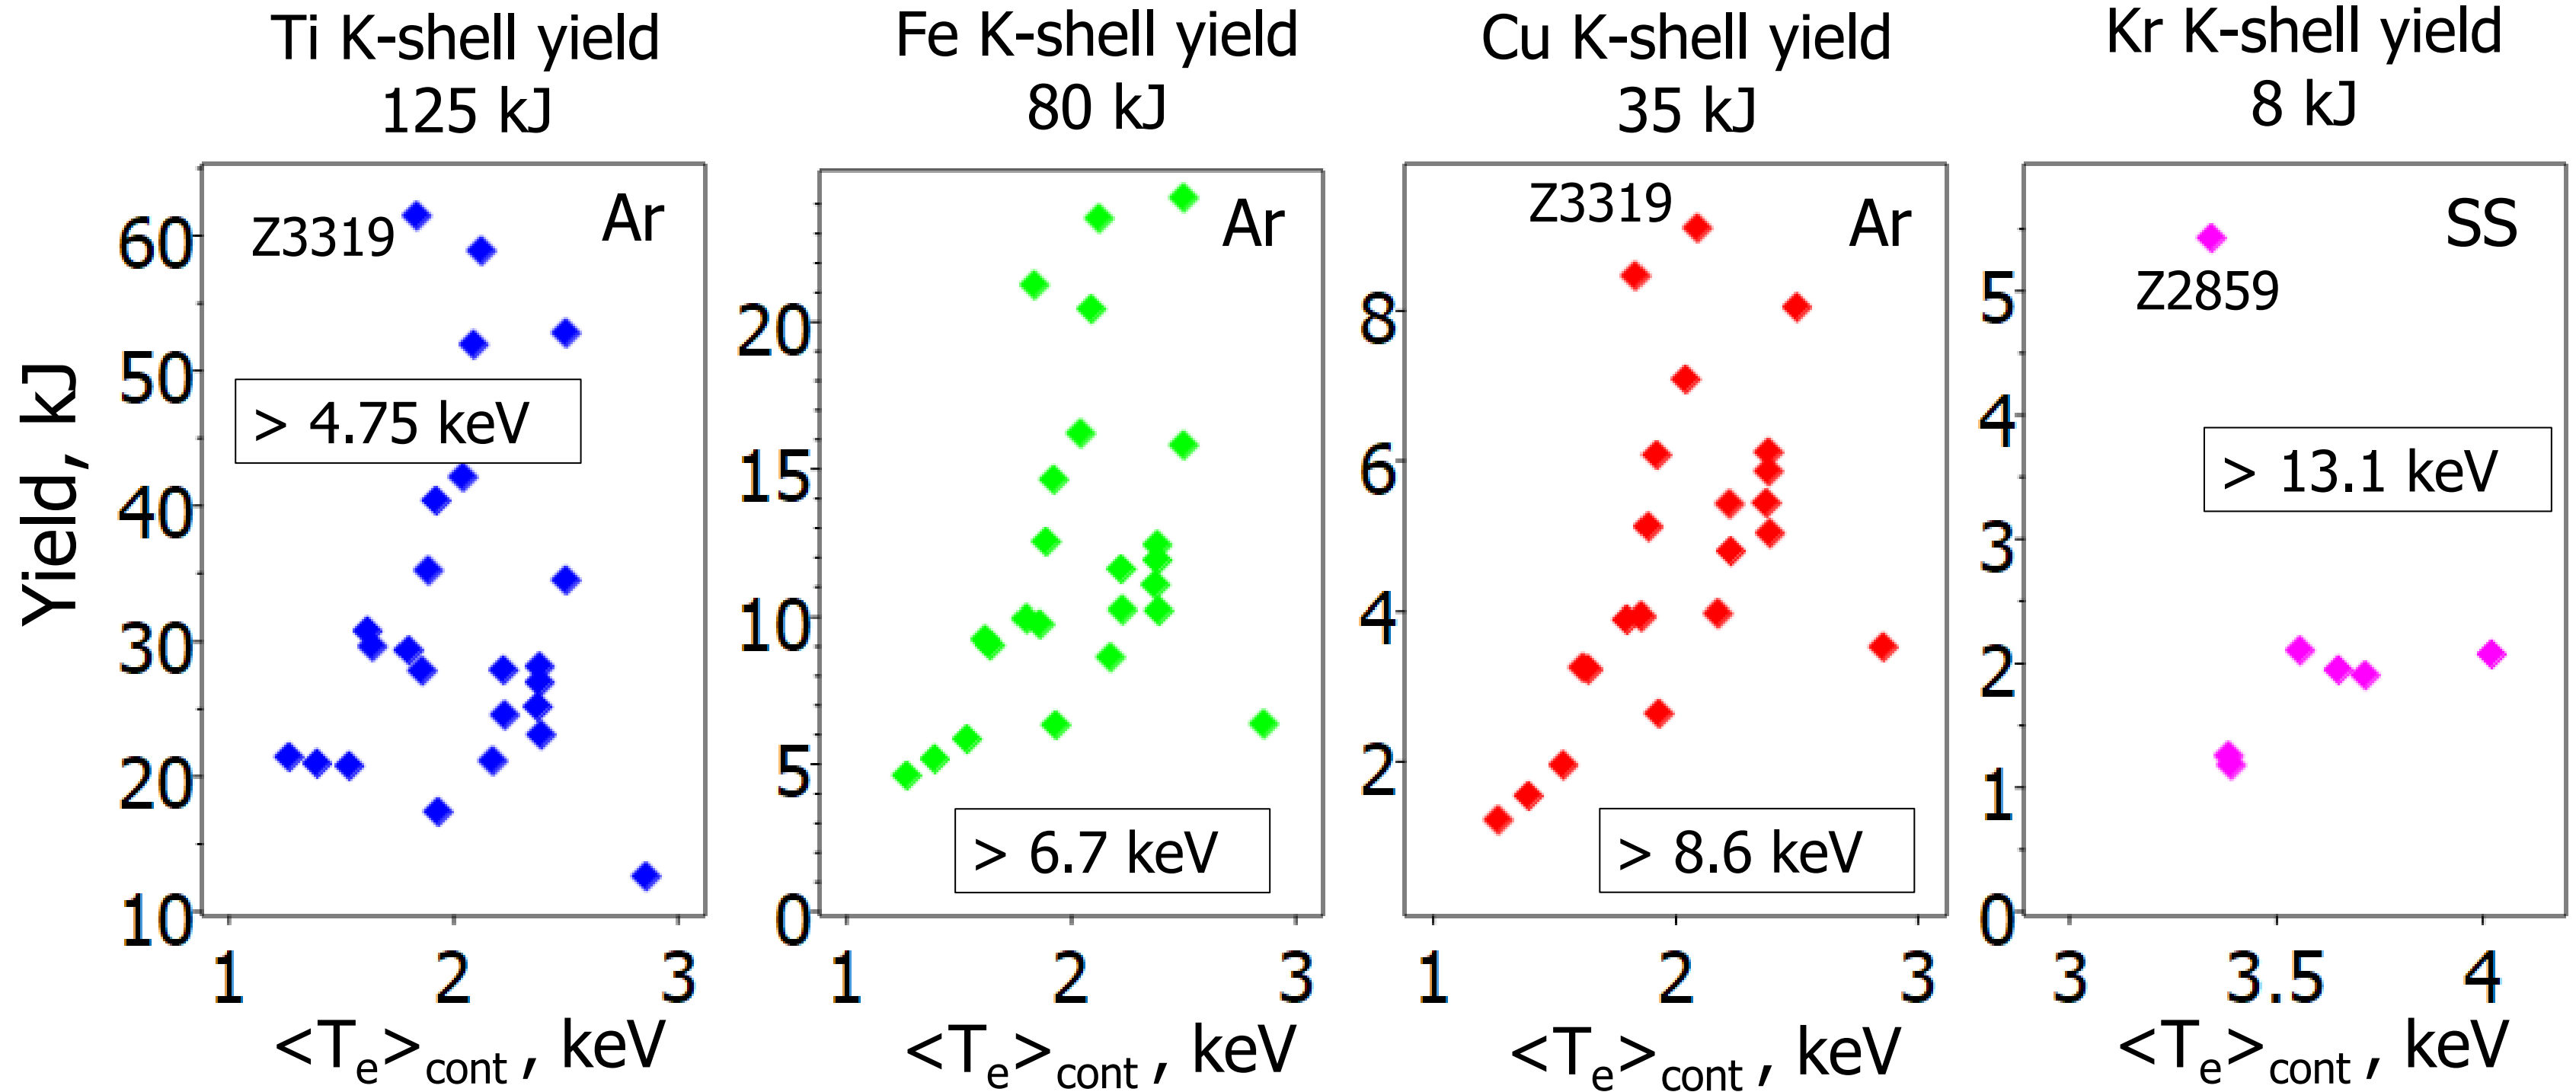 Ti K-shell yield
125 kJ
Fe K-shell yield
80 kJ
Cu K-shell yield
35 kJ
Kr K-shell yield
8 kJ
Yield, kJ
60
50
40
30
20
10
Z3319
Ar
> 4.75 keV
1 2 3
<Te>cont , keV
20
15
10
5
0
Ar
> 6.7 keV
1 2 3
<Te>cont , keV
8
6
4
2
Z3319
Ar
> 8.6 keV
1 2 3
<Te>cont , keV
5
4
3
2
1
0
SS
Z2859
> 13.1 keV
3 3.5 4
<Te>cont , keV